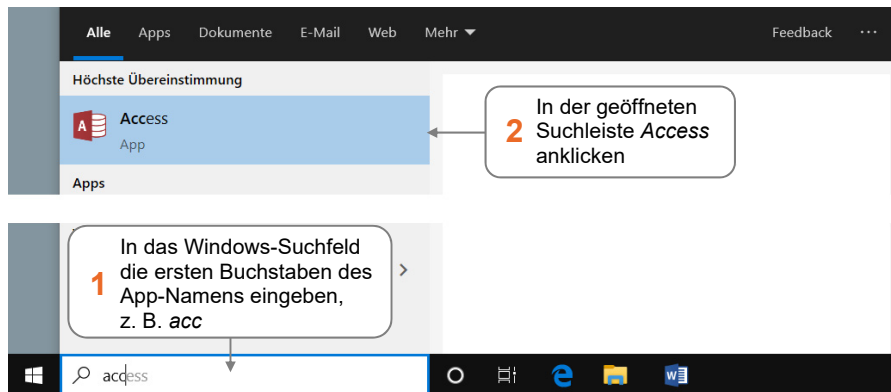 Alle Apps Dokumente E-Mail Web Mehr Feedback ...
Höchste Übereinstimmung
Access
App
2 In der geöffneten
Suchleiste Access
anklicken
Apps
1 In das Windows-Suchfeld
die ersten Buchstaben des
App-Namens eingeben,
z. B. acc
access